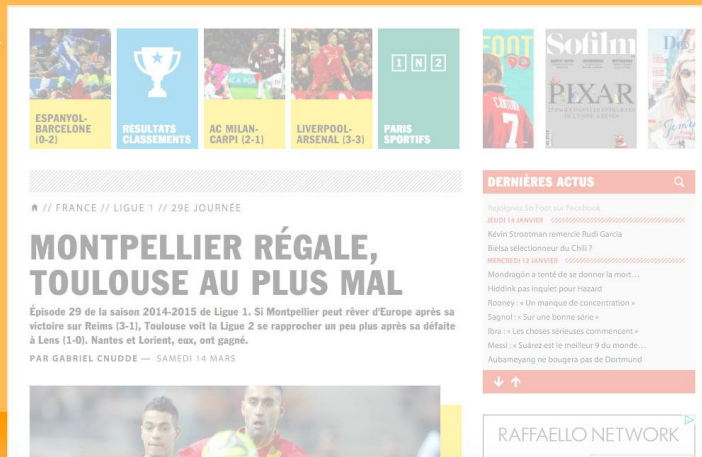 ESPANYOL-
BARCELONE
(0-2)
RÉSULTATS
CLASSEMENTS
AC MILAN-
CARPI (2-1)
LIVERPOOL-
ARSENAL (3-3)
1 N 2
PARIS
SPORTIFS
FOOT
90
7
Sofilm
PIXAR
// FRANCE // LIGUE 1 // 29E JOURNÉE
MONTPELLIER RÉGALE,
TOULOUSE AU PLUS MAL
Épisode 29 de la saison 2014-2015 de Ligue 1. Si Montpellier peut rêver d'Europe après sa
victoire sur Reims (3-1), Toulouse voit la Ligue 2 se rapprocher un peu plus après sa défaite
à Lens (1-0). Nantes et Lorient, eux, ont gagné.
PAR GABRIEL CNUDDE — SAMEDI 14 MARS
DERNIÈRES ACTUS
Rejoignez So Foot sur Facebook
JEUDI 14 JANVIER
Kévin Strootman remercie Rudi Garcia
Bielsa sélectionneur du Chili ?
MERCREDI 13 JANVIER
Mondragón a tenté de se donner la mort…
Hiddink pas inquiet pour Hazard
Rooney : « Un manque de concentration »
Sagnol : « Sur une bonne série »
Ibra : « Les choses sérieuses commencent »
Messi : « Suárez est le meilleur 9 du monde…
Aubameyang ne bougera pas de Dortmund
RAFFAELLO NETWORK